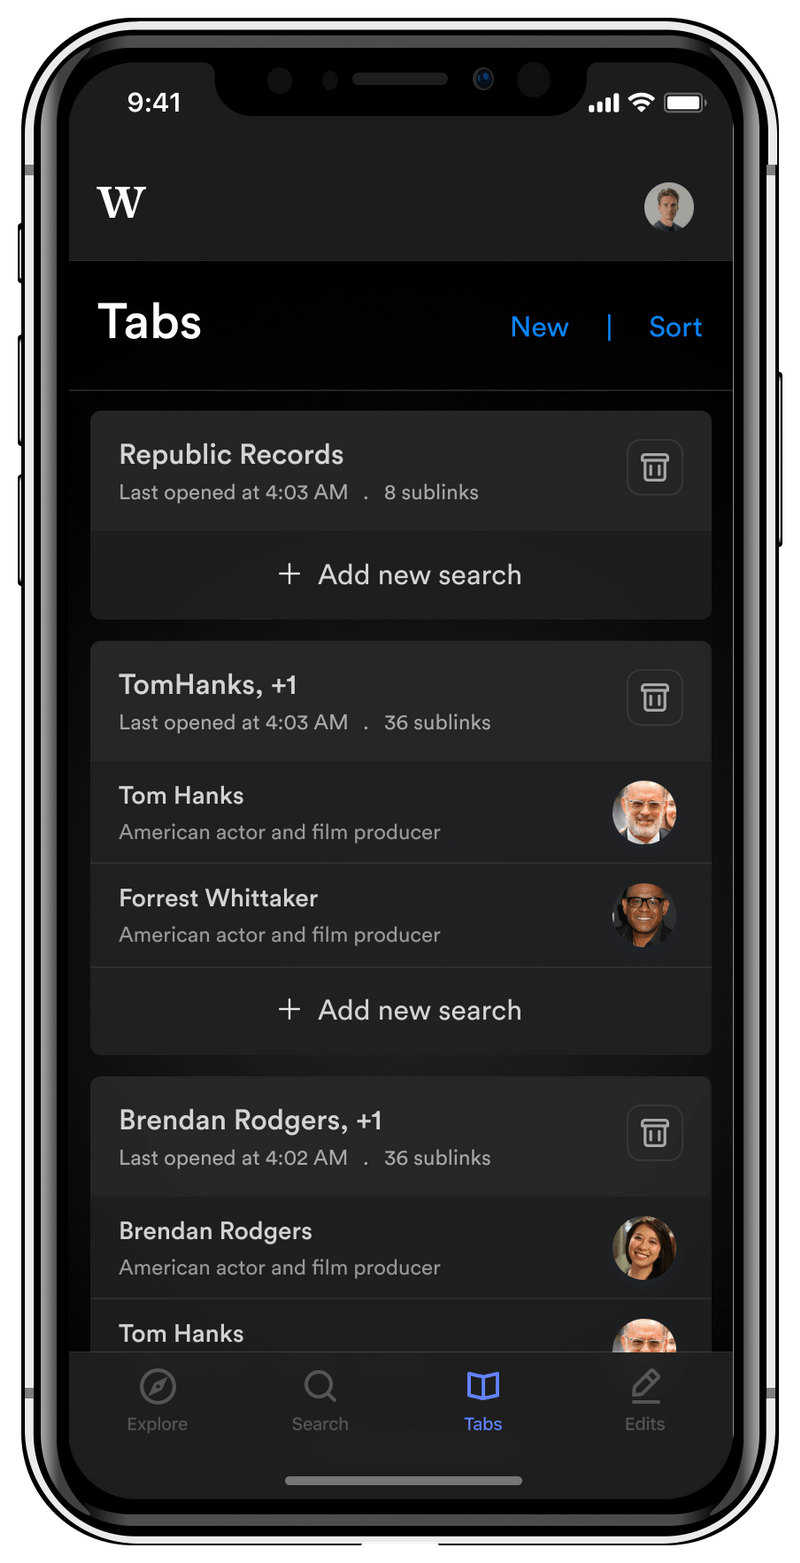 9:41
W
Tabs
New | Sort
Republic Records
Last opened at 4:03 AM . 8 sublinks
+ Add new search
TomHanks, +1
Last opened at 4:03 AM . 36 sublinks
Tom Hanks
American actor and film producer
Forrest Whittaker
American actor and film producer
+ Add new search
Brendan Rodgers, +1
Last opened at 4:02 AM . 36 sublinks
Brendan Rodgers
American actor and film producer
Tom Hanks
Explore Search Tabs Edits